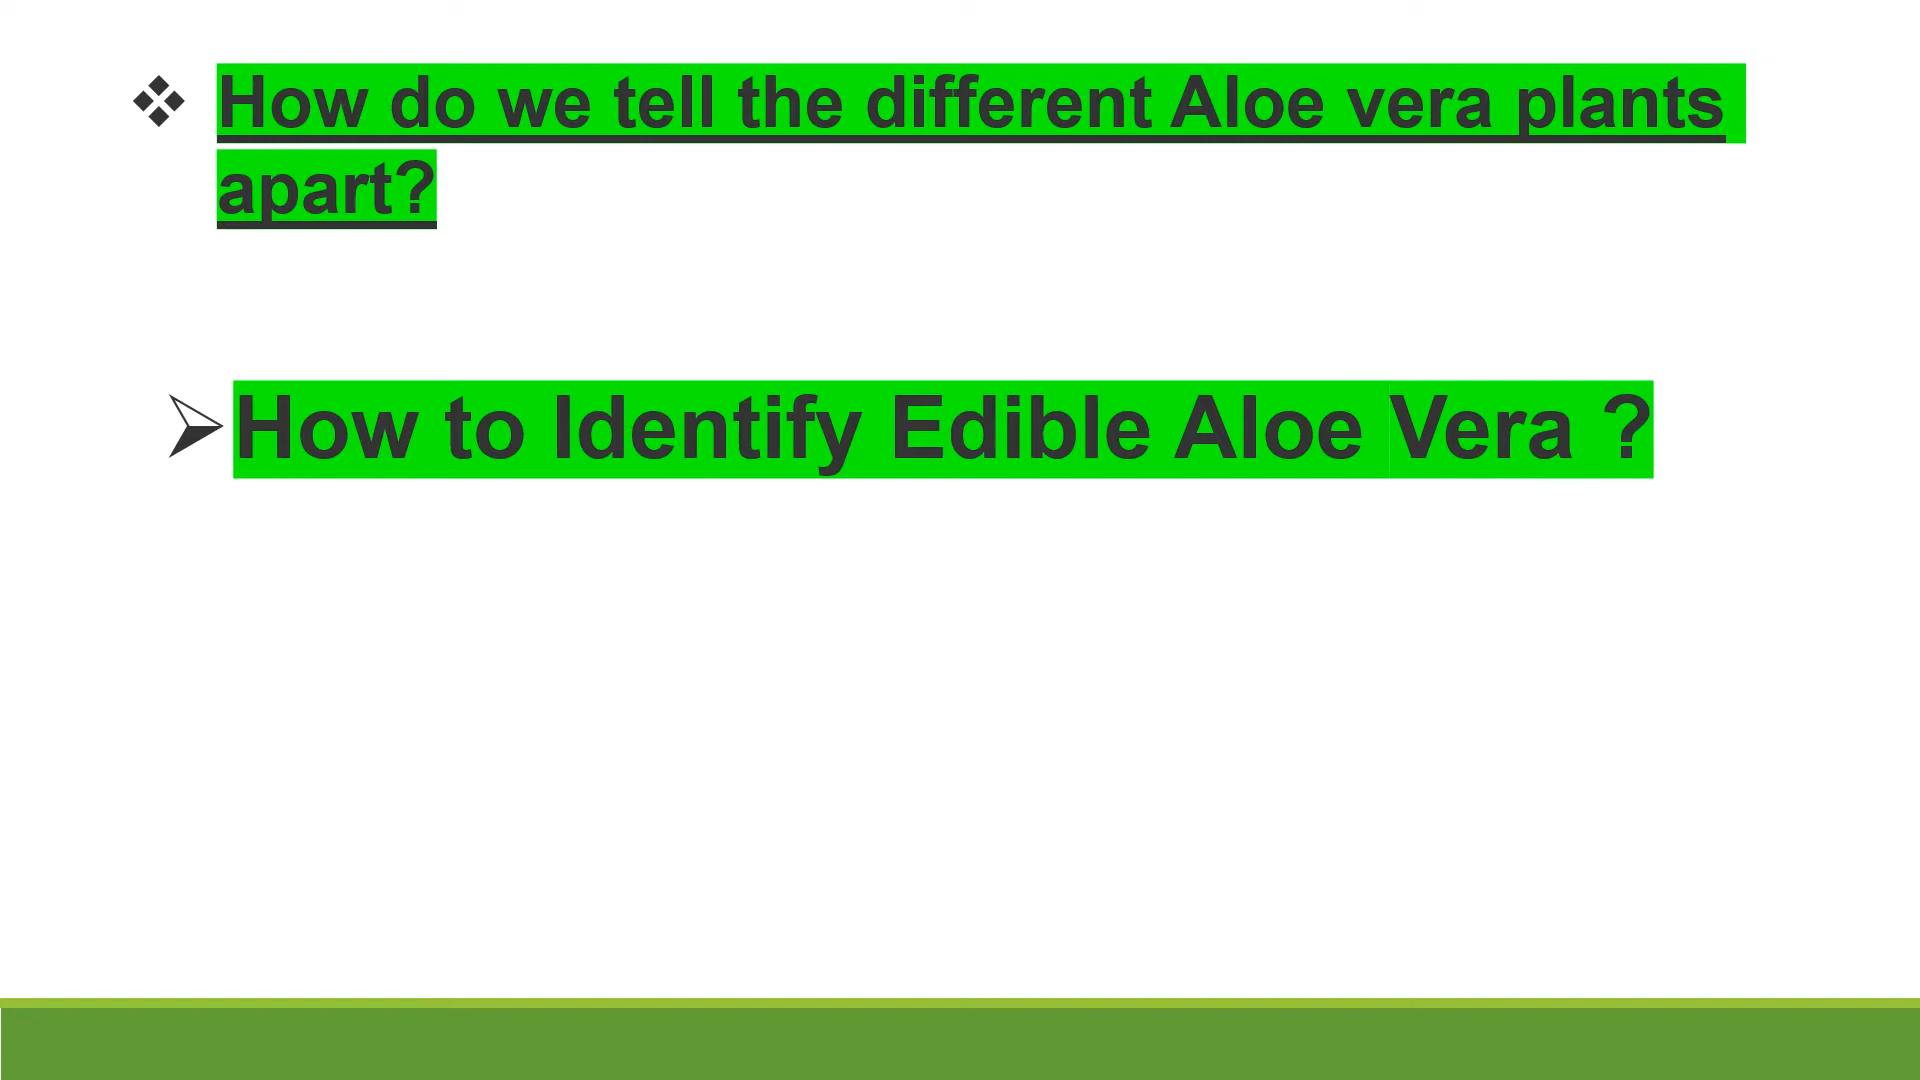 ❖ How do we tell the different Aloe vera plants
apart?
➢ How to Identify Edible Aloe Vera ?